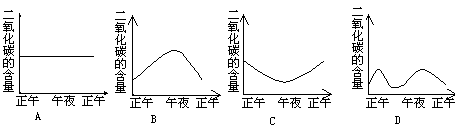 二氧化碳的含量
正午 午夜 正午
A
二氧化碳的含量
正午 午夜 正午
B
二氧化碳的含量
正午 午夜 正午
C
二氧化碳的含量
正午 午夜 正午
D